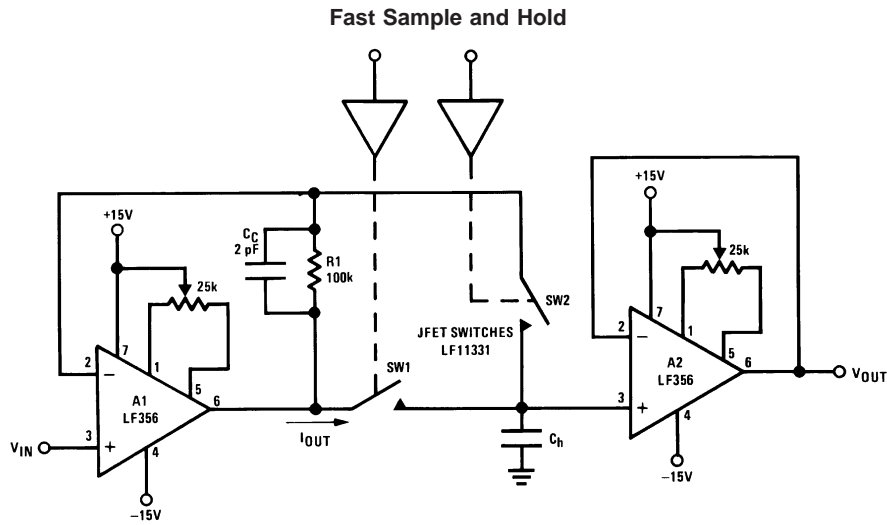 Fast Sample and Hold
+15V
25k
7
1
5
2
−
A1
LF356
6
3
+
4
VIN
−15V
CC
2 pF
R1
100k
IOUT
SW1
SW2
JFET SWITCHES
LF11331
Ch
+15V
25k
7
1
5
2
−
A2
LF356
6
3
+
4
−15V
VOUT